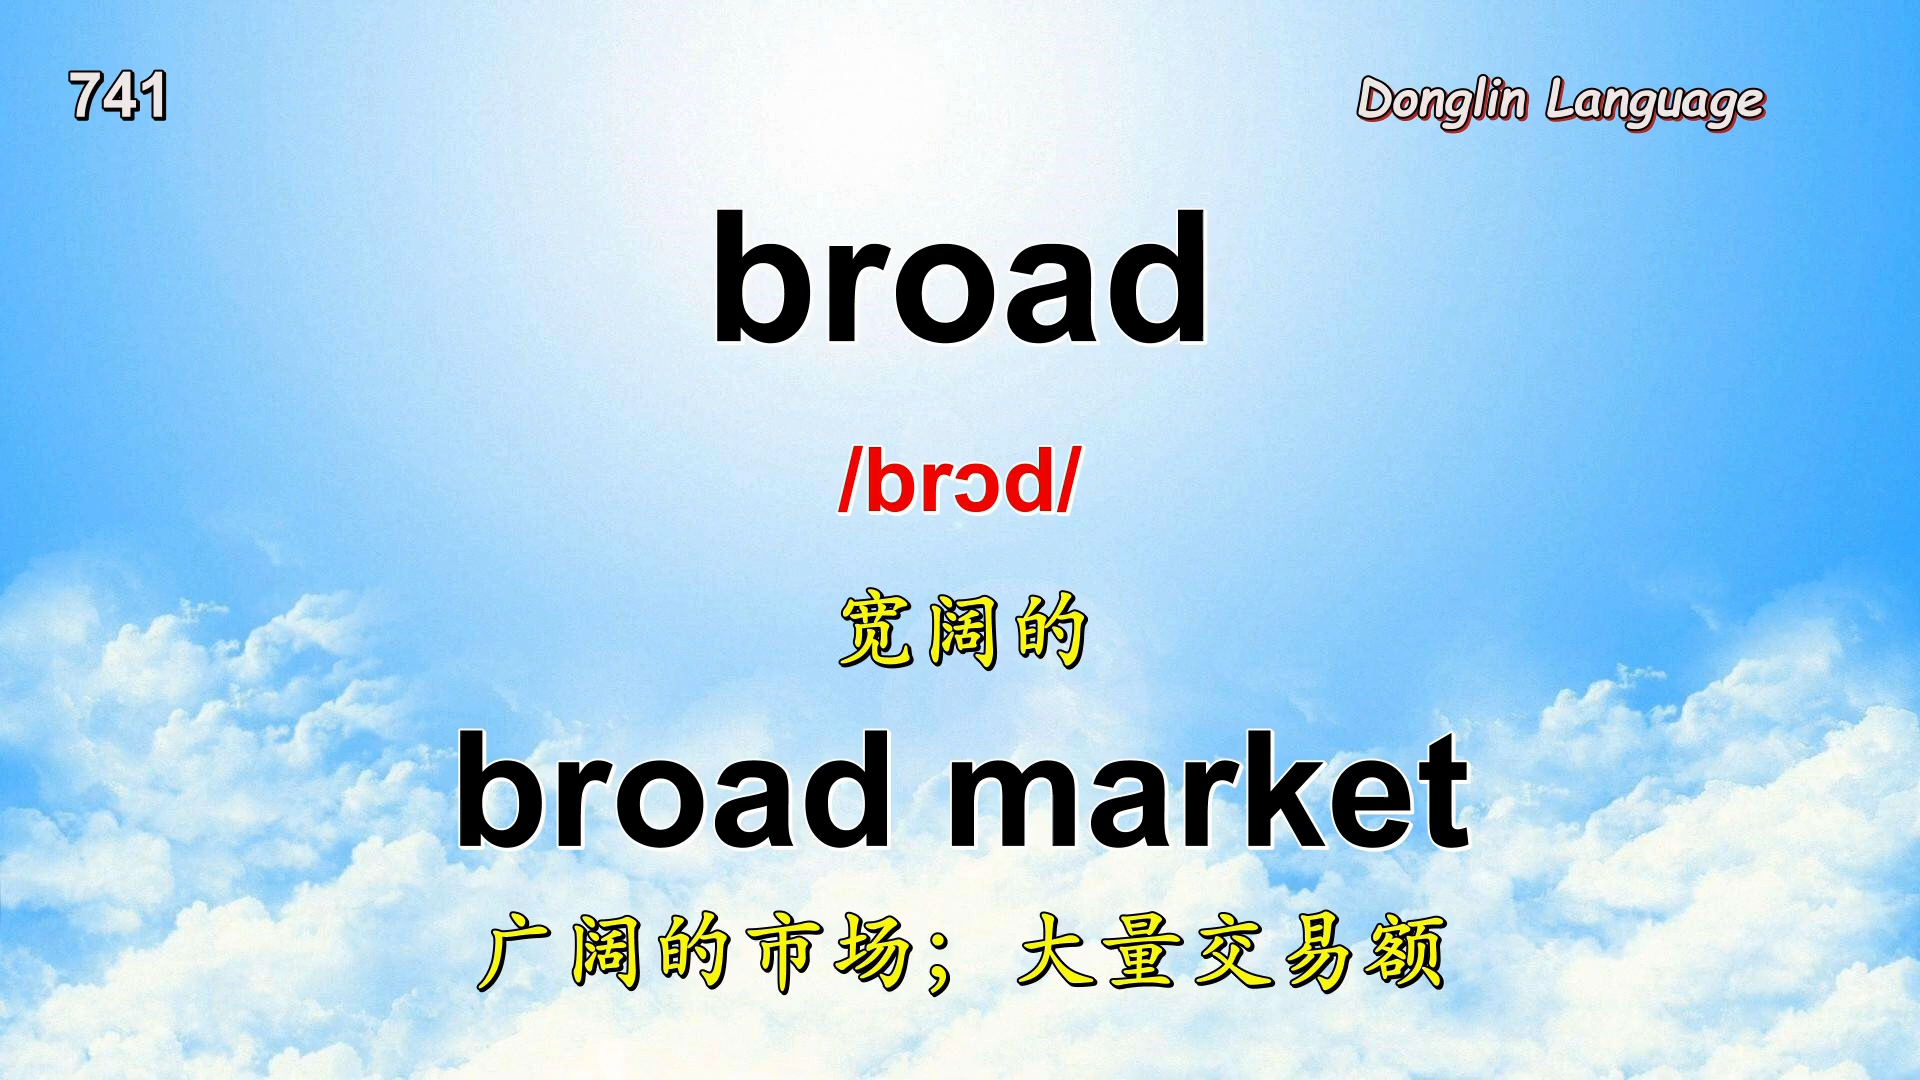 741
Donglin Language
broad
/brɔd/
宽阔的
broad market
广阔的市场；大量交易额